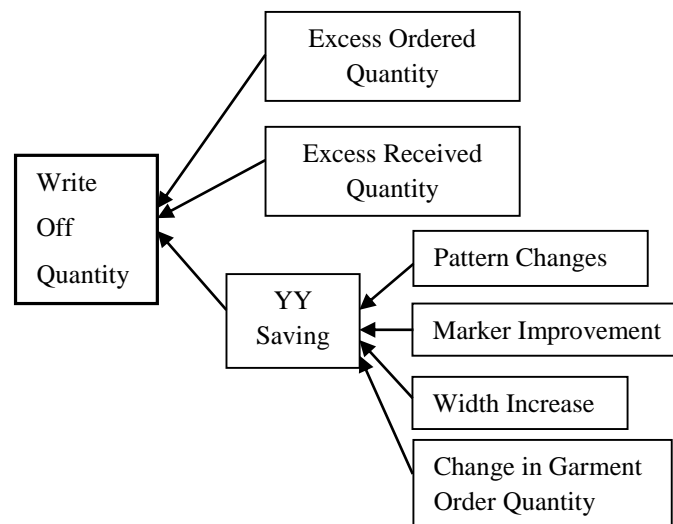 Excess Ordered
Quantity
Excess Received
Quantity
Write
Off
Quantity
YY
Saving
Pattern Changes
Marker Improvement
Width Increase
Change in Garment
Order Quantity